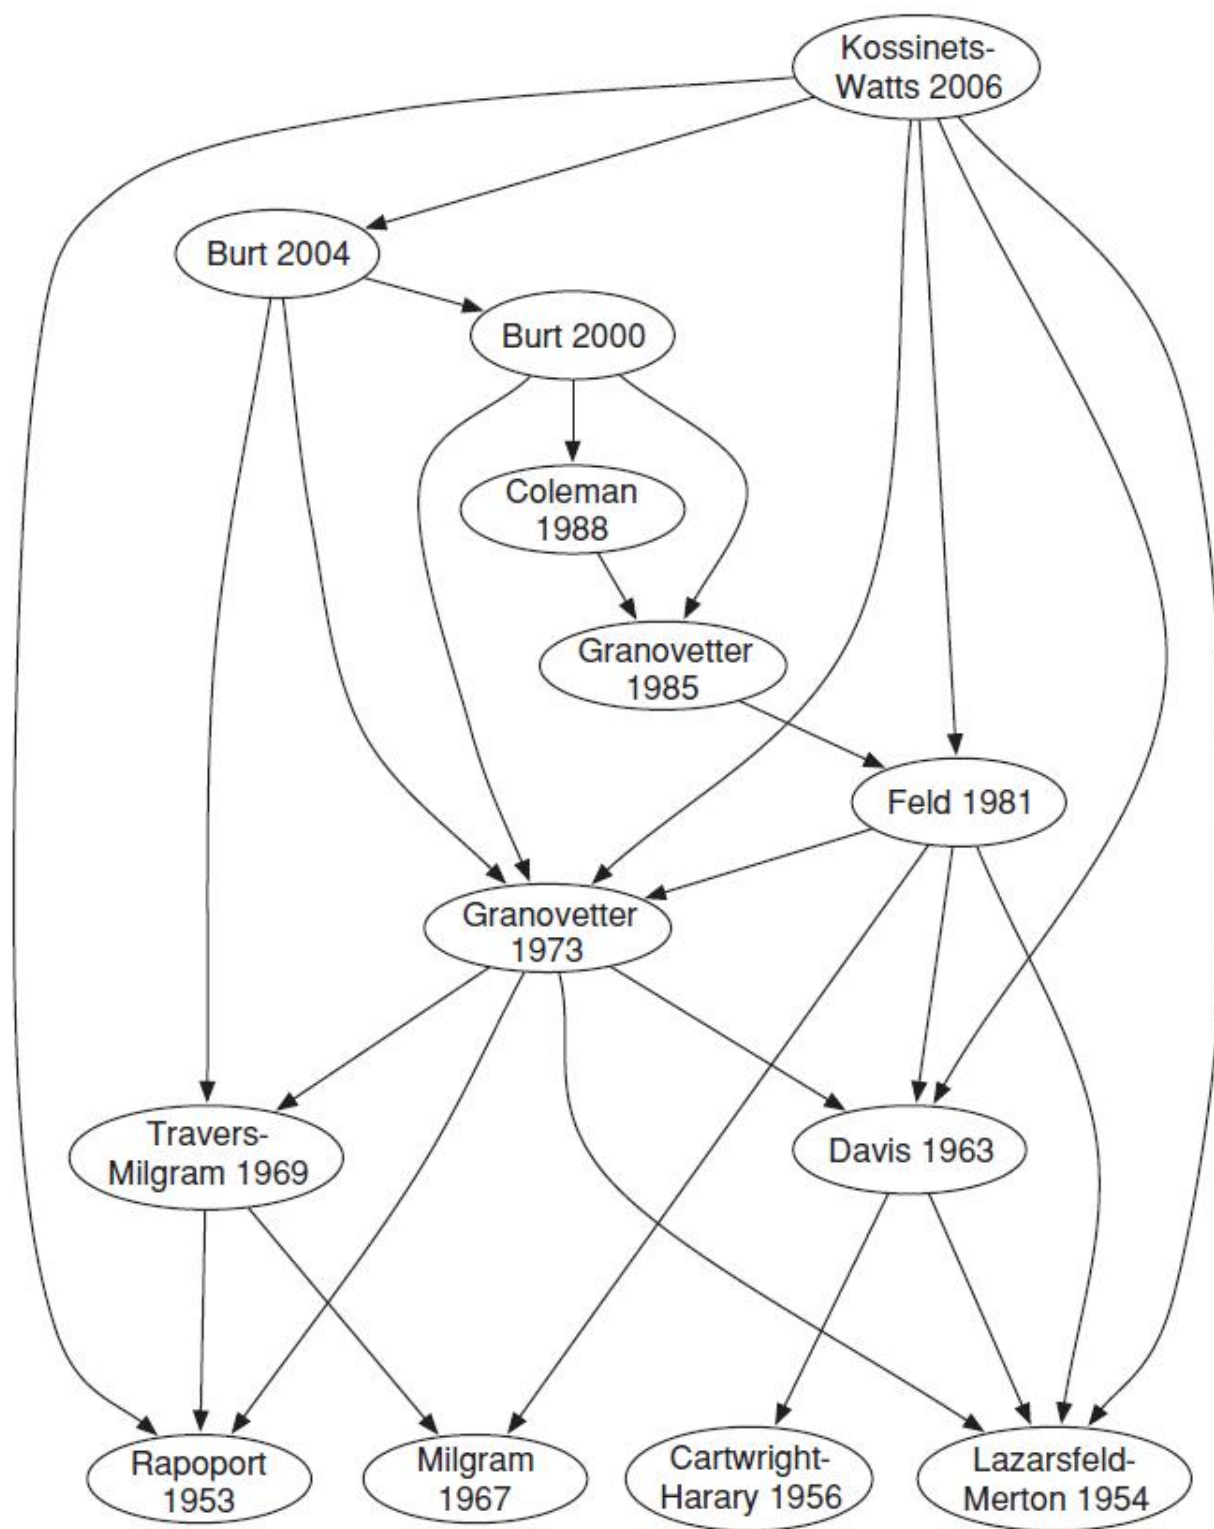 Kossinets-
Watts 2006
Burt 2004
Burt 2000
Coleman
1988
Granovetter
1985
Feld 1981
Granovetter
1973
Travers-
Milgram 1969
Davis 1963
Rapoport
1953
Milgram
1967
Cartwright-
Harary 1956
Lazarsfeld-
Merton 1954